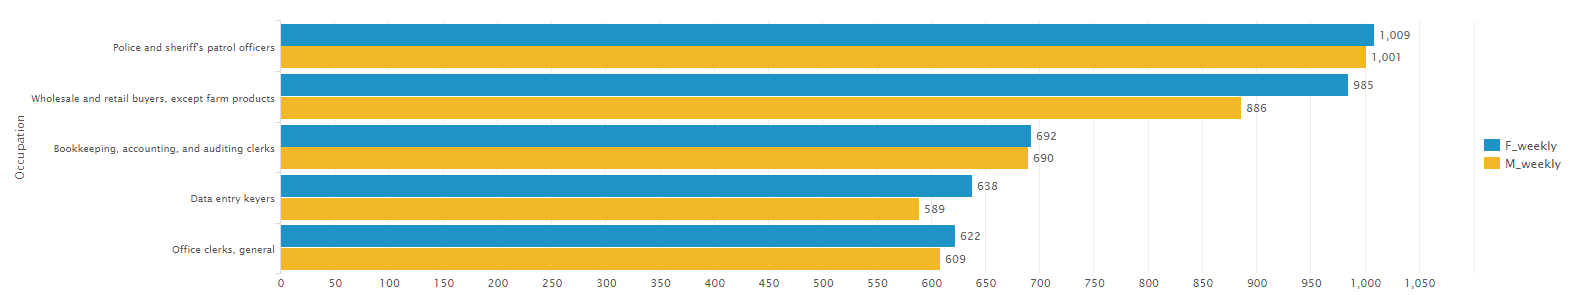 Occupation
Police and sheriff's patrol officers
1,009
1,001
Wholesale and retail buyers, except farm products
985
886
Bookkeeping, accounting, and auditing clerks
692
690
Data entry keyers
638
589
Office clerks, general
622
609
0 50 100 150 200 250 300 350 400 450 500 550 600 650 700 750 800 850 900 950 1,000 1,050
F_weekly
M_weekly